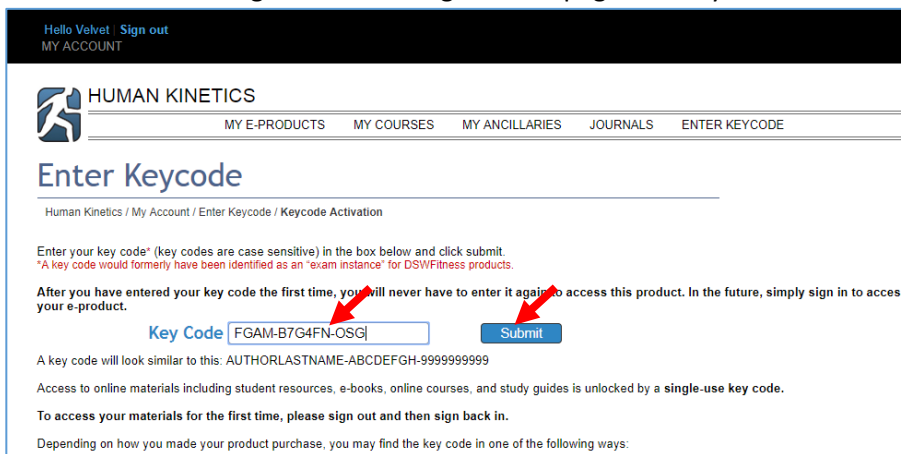 Hello Velvet | Sign out
MY ACCOUNT
HUMAN KINETICS
MY E-PRODUCTS MY COURSES MY ANCILLARIES JOURNALS ENTER KEYCODE
Enter Keycode
Human Kinetics / My Account / Enter Keycode / Keycode Activation
Enter your key code* (key codes are case sensitive) in the box below and click submit.
*A key code would formerly have been identified as an "exam instance" for DSWFitness products.
After you have entered your key code the first time, you will never have to enter it again to access this product. In the future, simply sign in to acces
your e-product.
Key Code FGAM-B7G4FN-OSG Submit
A key code will look similar to this: AUTHORLASTNAME-ABCDEFGH-9999999999
Access to online materials including student resources, e-books, online courses, and study guides is unlocked by a single-use key code.
To access your materials for the first time, please sign out and then sign back in.
Depending on how you made your product purchase, you may find the key code in one of the following ways: